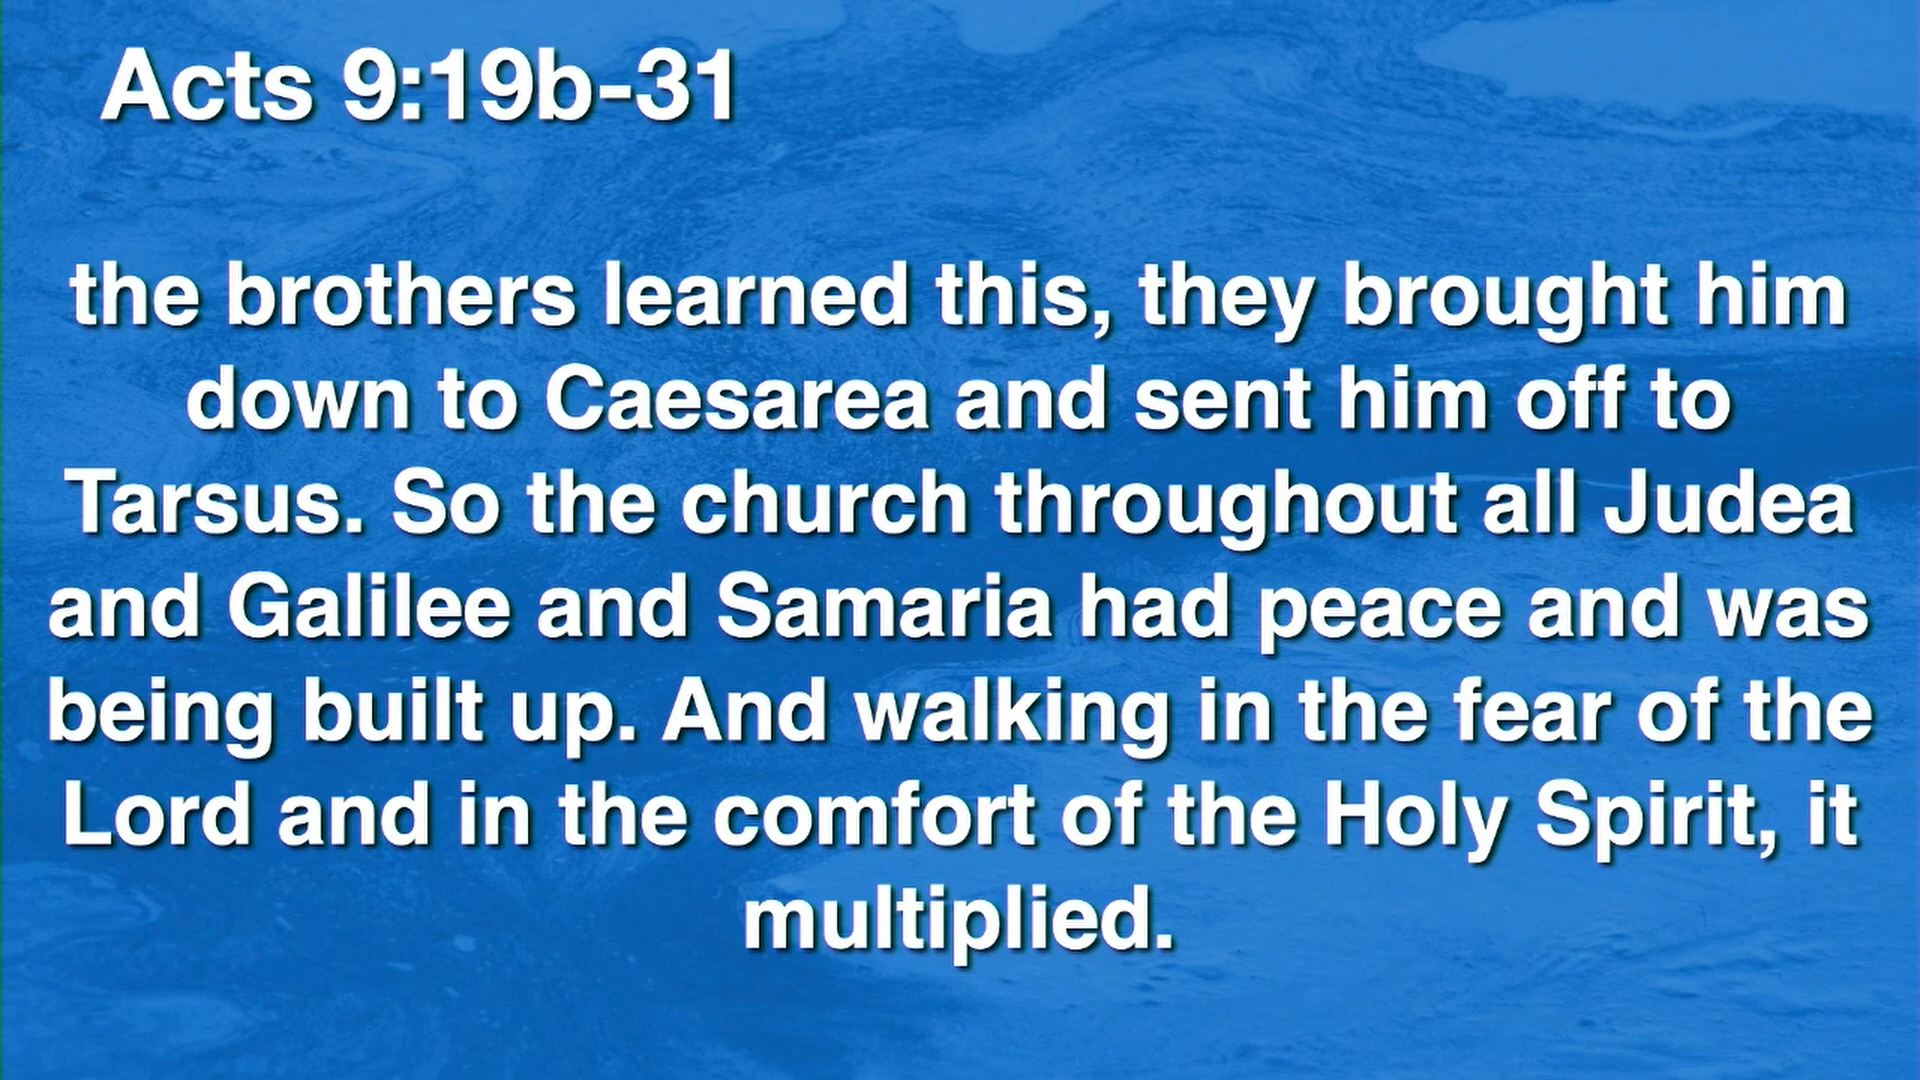 Acts 9:19b-31
the brothers learned this, they brought him
down to Caesarea and sent him off to
Tarsus. So the church throughout all Judea
and Galilee and Samaria had peace and was
being built up. And walking in the fear of the
Lord and in the comfort of the Holy Spirit, it
multiplied.